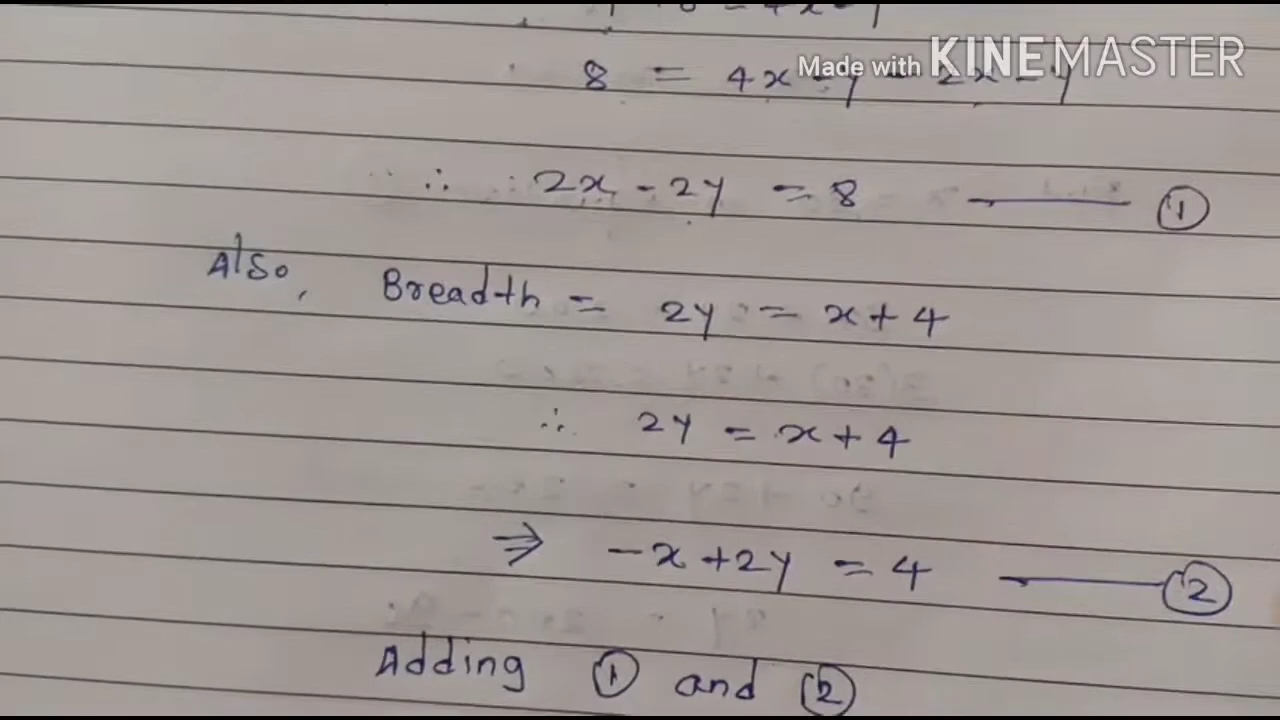 Made with KINEMASTER
8 = 4x - y - 2x - y
∴ 2x - 2y = 8 ——— ①
Also, Breadth = 2y = x + 4
∴ 2y = x + 4
⇒ -x + 2y = 4 ——— ②
Adding ① and ②